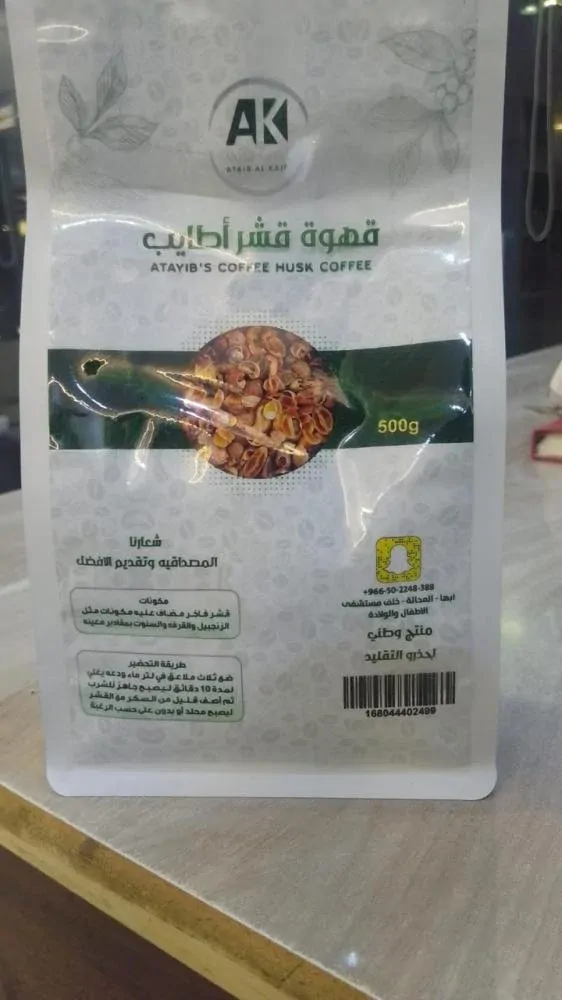 AK
ATAIB AL KAIF
قهوة قشر أطايب
ATAYIB'S COFFEE HUSK COFFEE
500g
شعارنا
المصداقيه وتقديم الافضل
مكونات
قشر فاخر مضاف عليه مكونات مثل
الزنجبيل والقرفه والسنوت بمقادير معينه
طريقة التحضير
ضع ثلاث ملاعق في لتر ماء ودعه يغلي
لمدة 10 دقائق ليصبح جاهز للشرب
ثم أضف قليل من السكر مع القشر
ليصبح محلد أو بدون على حسب الرغبة
+966-50-2248-388
ابها - المحالة - خلف مستشفى
الاطفال والولادة
منتج وطني
احذرو التقليد
168044402499